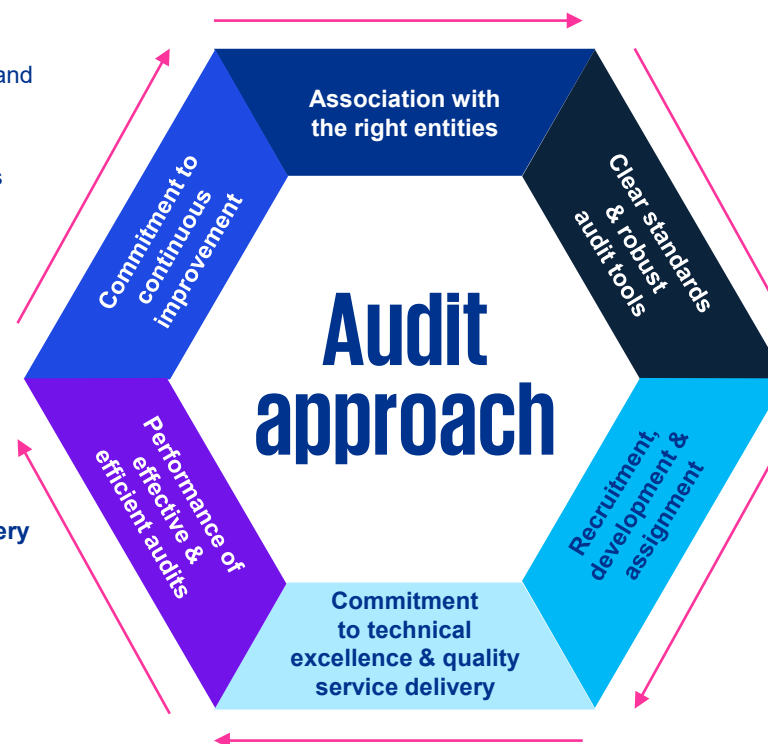 and
s
ery
Association with
the right entities
Clear standards
& robust
audit tools
Recruitment,
development &
assignment
Commitment
to technical
excellence & quality
service delivery
Performance of
effective &
efficient audits
Commitment to
continuous
improvement
Audit
approach